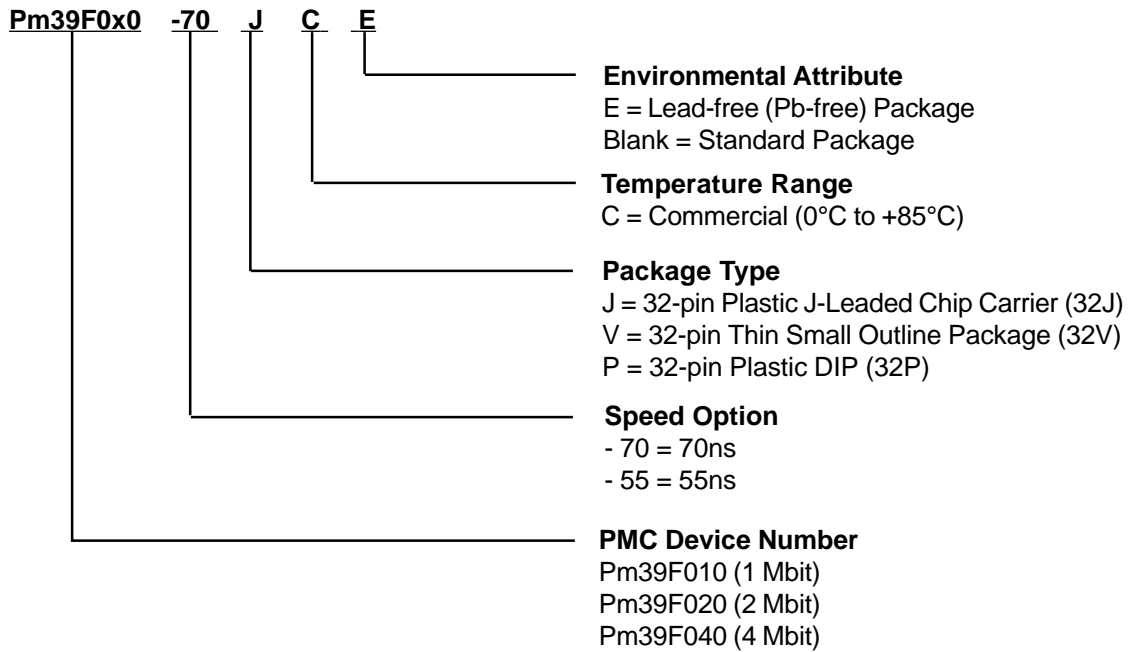 Pm39F0x0 -70 J C E
Environmental Attribute
E = Lead-free (Pb-free) Package
Blank = Standard Package
Temperature Range
C = Commercial (0°C to +85°C)
Package Type
J = 32-pin Plastic J-Leaded Chip Carrier (32J)
V = 32-pin Thin Small Outline Package (32V)
P = 32-pin Plastic DIP (32P)
Speed Option
- 70 = 70ns
- 55 = 55ns
PMC Device Number
Pm39F010 (1 Mbit)
Pm39F020 (2 Mbit)
Pm39F040 (4 Mbit)